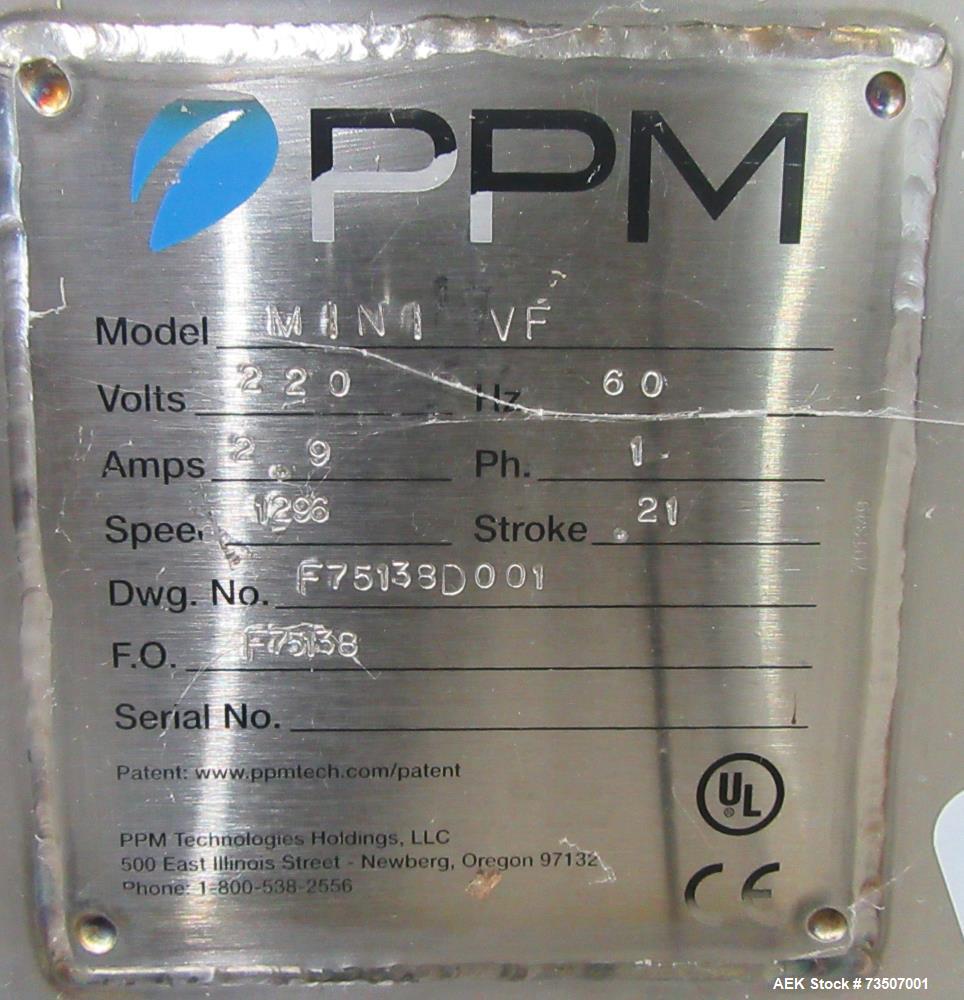 PPM
Model MINI VF
Volts 220 Hz 60
Amps 2.9 Ph. 1
Speed 1296 Stroke .21
Dwg. No. F75138D001
F.O. F75138
Serial No.
Patent: www.ppmtech.com/patent
UL
PPM Technologies Holdings, LLC
500 East Illinois Street - Newberg, Oregon 97132
Phone: 1-800-538-2556
CE
AEK Stock # 73507001